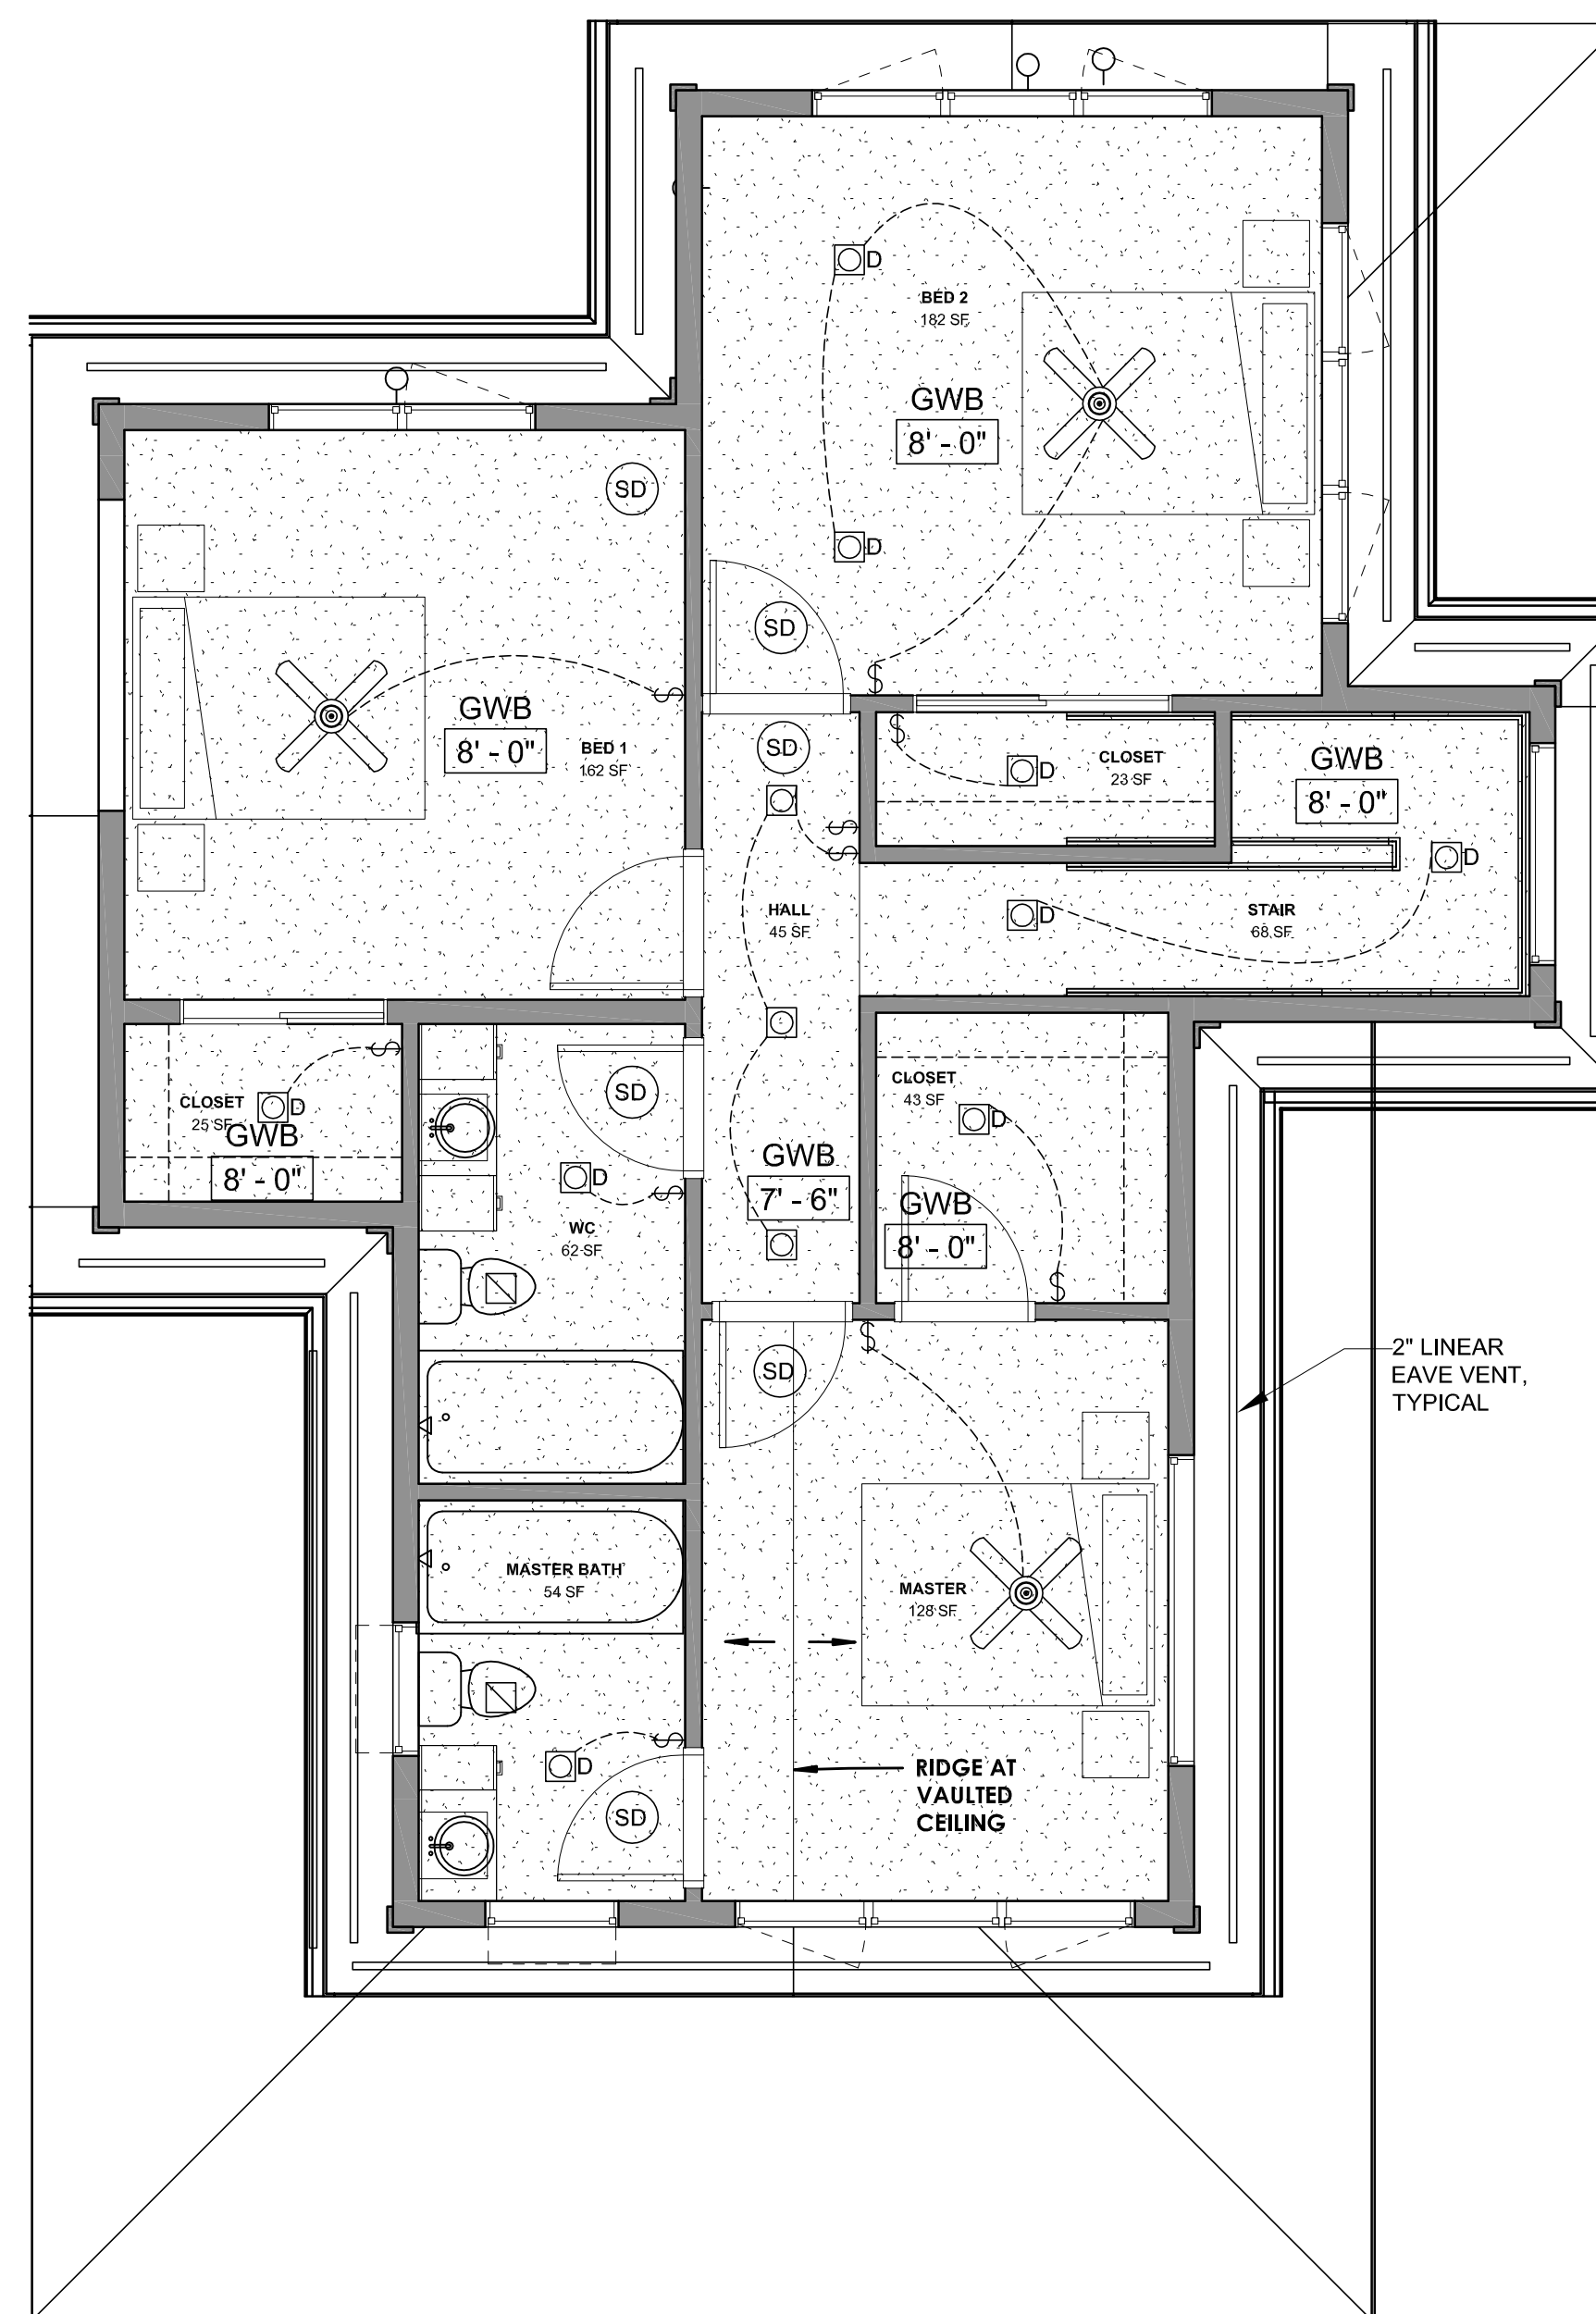 D
BED 2
182 SF
GWB
8' - 0"
SD
D
SD
$
GWB
8' - 0"
BED 1
162 SF
$
$
SD
D
CLOSET
23 SF
GWB
8' - 0"
$
$
D
D
HALL
45 SF
STAIR
68 SF
$
CLOSET
25 SF
D
GWB
8' - 0"
SD
D
$
WC
62 SF
CLOSET
43 SF
D
GWB
7' - 6"
GWB
8' - 0"
$
$
SD
2" LINEAR
EAVE VENT,
TYPICAL
MASTER BATH
54 SF
MASTER
128 SF
$
D
SD
RIDGE AT
VAULTED
CEILING